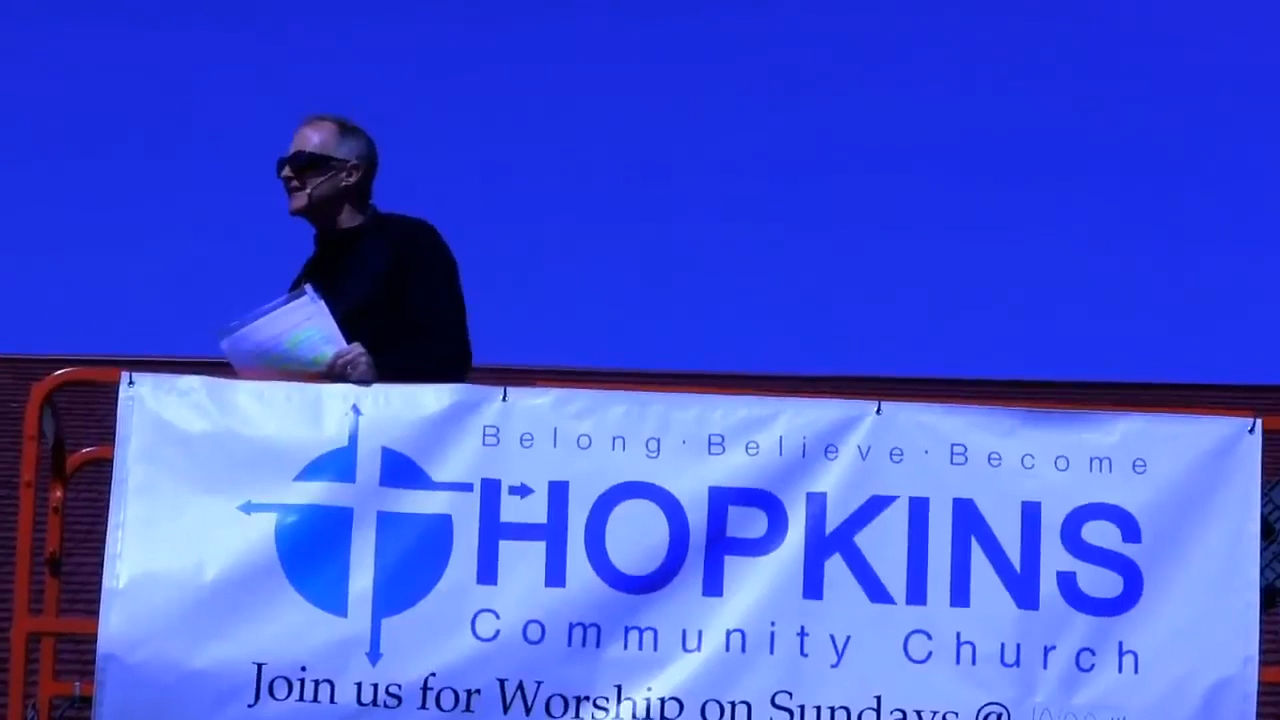 Belong · Believe · Become
HOPKINS
Community Church
Join us for Worship on Sundays @